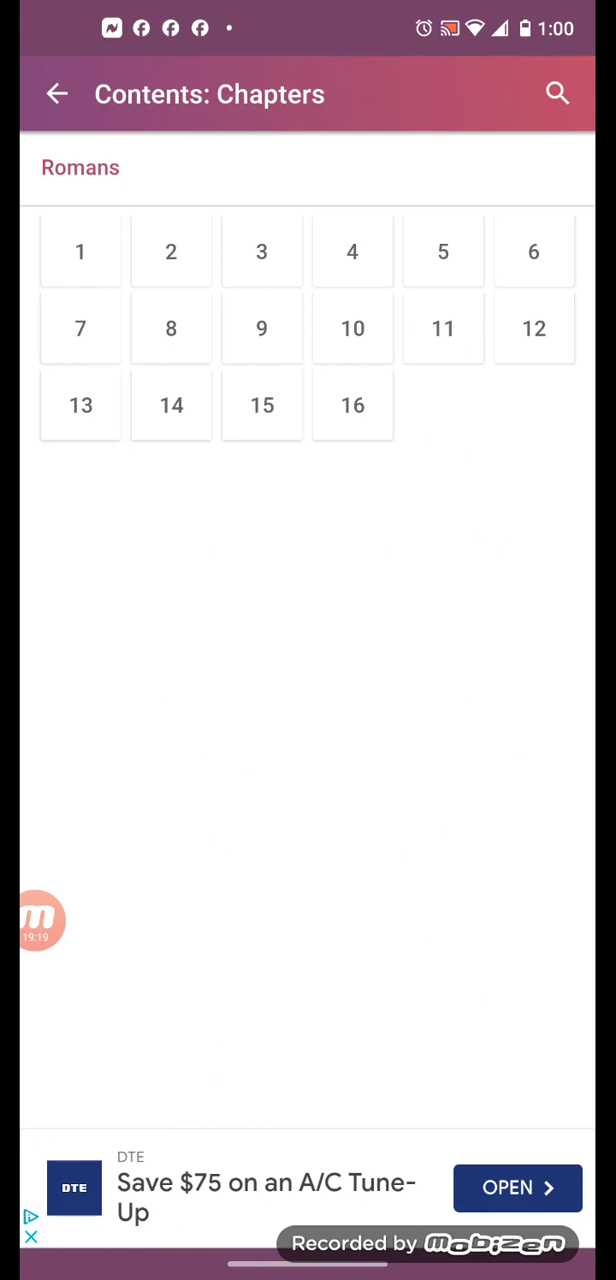 1:00
Contents: Chapters
Romans
1 2 3 4 5 6
7 8 9 10 11 12
13 14 15 16
19:19
DTE
DTE
Save $75 on an A/C Tune-
Up
OPEN
Recorded by mobizen